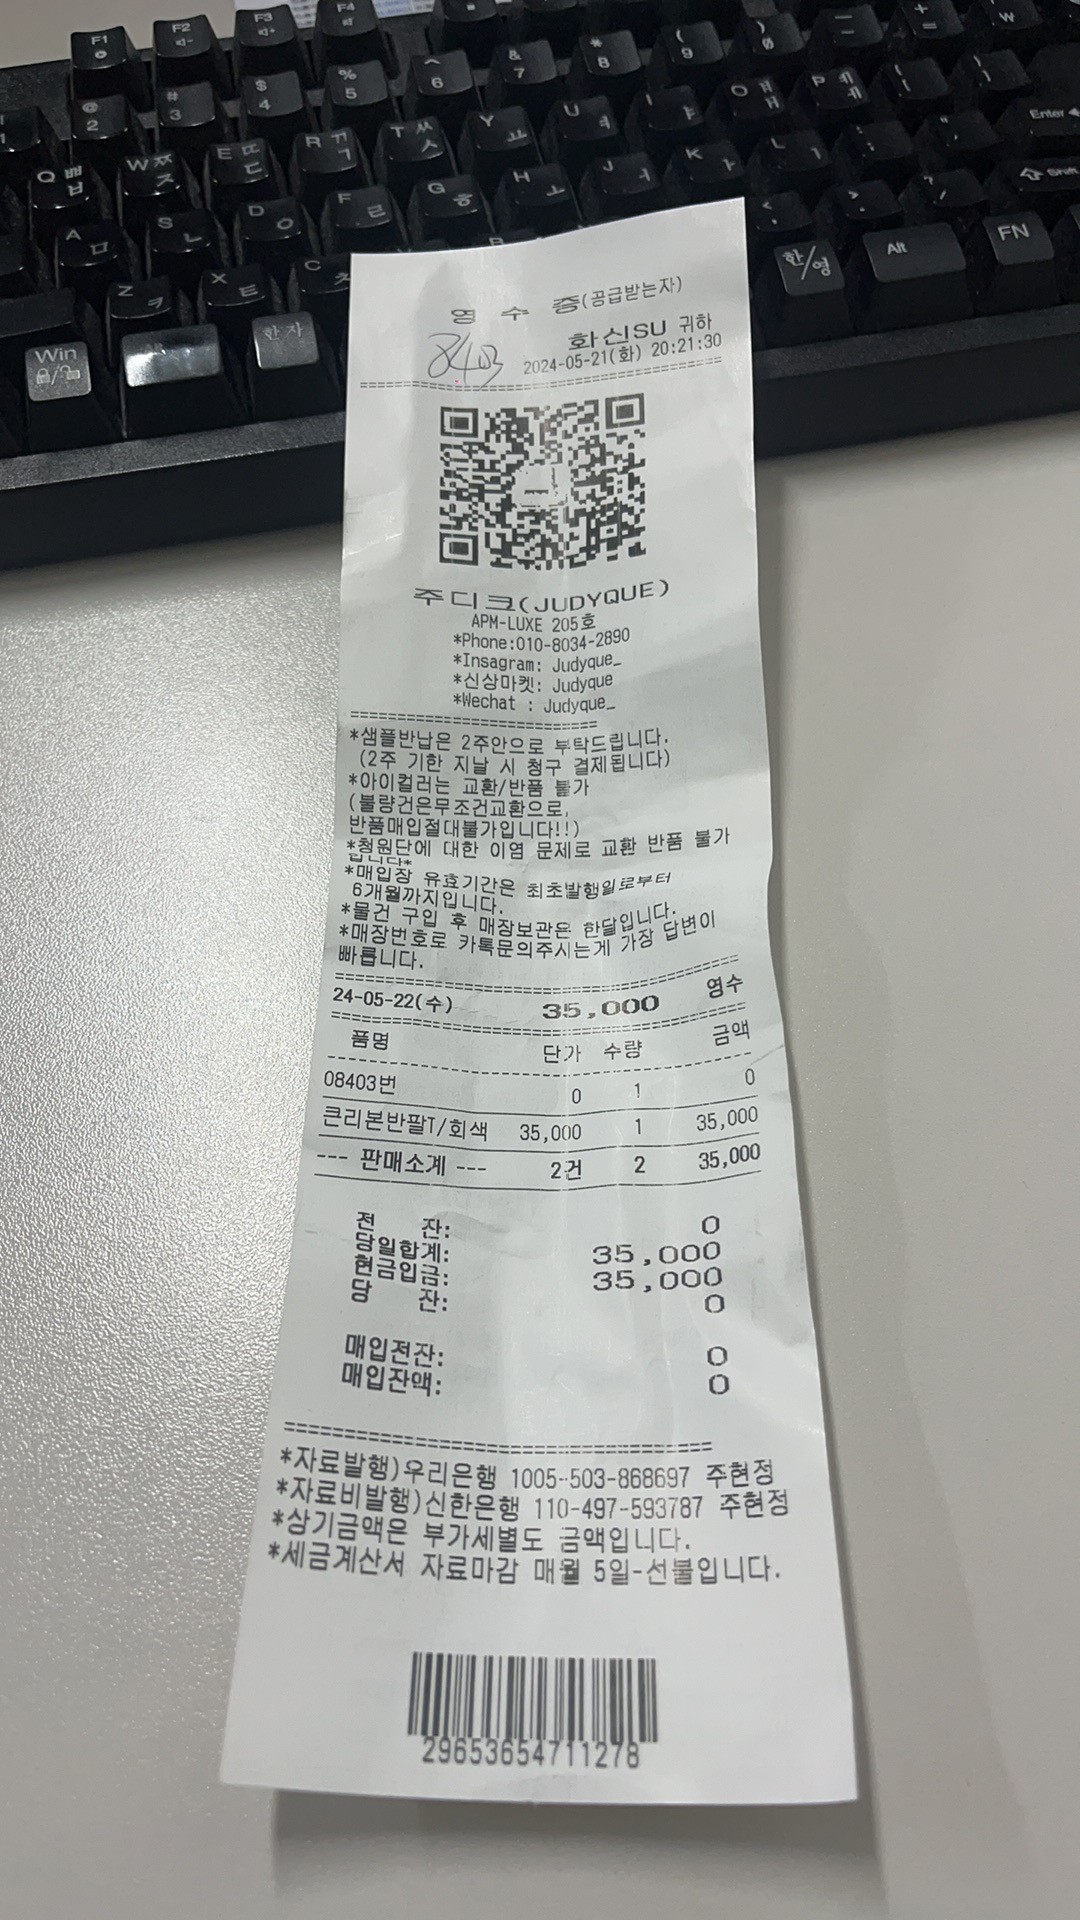 영 수 증(공급받는자)
8403
화신SU 귀하
2024-05-21(화) 20:21:30
주디크(JUDYQUE)
APM-LUXE 205호
*Phone:010-8034-2890
*Insagram: Judyque_
*신상마켓: Judyque
*Wechat : Judyque_
*샘플반납은 2주안으로 부탁드립니다.
(2주 기한 지날 시 청구 결제됩니다)
*아이컬러는 교환/반품 불가
(불량건은무조건교환으로,
반품매입절대불가입니다!!)
*청원단에 대한 이염 문제로 교환 반품 불가
입니다*
*매입장 유효기간은 최초발행일로부터
6개월까지입니다.
*물건 구입 후 매장보관은 한달입니다.
*매장번호로 카톡문의주시는게 가장 답변이
빠릅니다.
24-05-22(수) 35,000 영수
품명 단가 수량 금액
08403번 0 1 0
큰리본반팔T/회색 35,000 1 35,000
--- 판매소계 --- 2건 2 35,000
전 잔: 0
당일합계: 35,000
현금입금: 35,000
당 잔: 0
매입전잔: 0
매입잔액: 0
*자료발행)우리은행 1005-503-868697 주현정
*자료비발행)신한은행 110-497-593787 주현정
*상기금액은 부가세별도 금액입니다.
*세금계산서 자료마감 매월 5일-선불입니다.
29653654711278